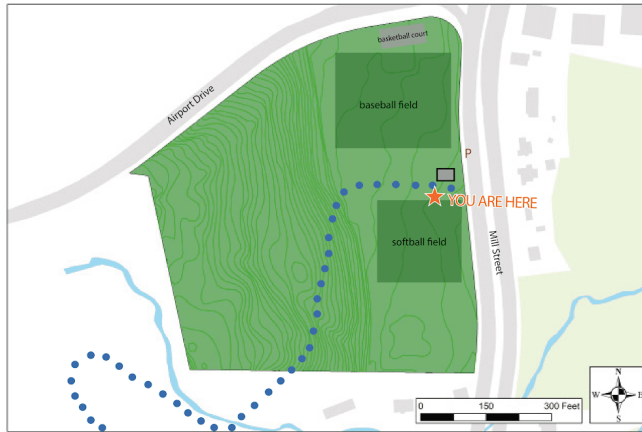 basketball court
Airport Drive
baseball field
P
YOU ARE HERE
softball field
Mill Street
N
W E
S
0 150 300 Feet